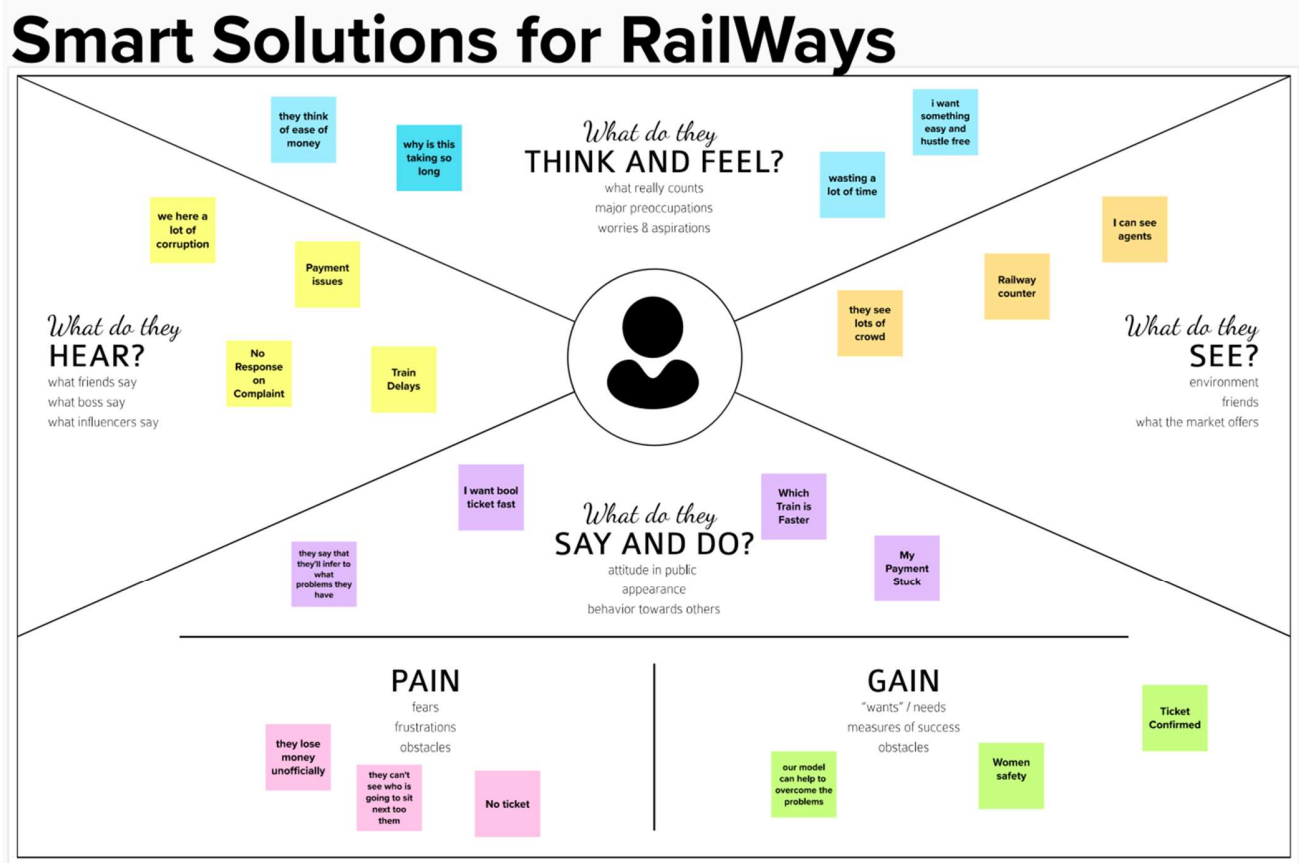 Smart Solutions for RailWays
they think
of ease of
money
why is this
taking so
long
What do they
THINK AND FEEL?
what really counts
major preoccupations
worries & aspirations
wasting a
lot of time
i want
something
easy and
hustle free
we here a
lot of
corruption
Payment
issues
What do they
HEAR?
what friends say
what boss say
what influencers say
No
Response
on
Complaint
Train
Delays
they see
lots of
crowd
Railway
counter
I can see
agents
What do they
SEE?
environment
friends
what the market offers
I want bool
ticket fast
they say that
they'll infer to
what
problems they
have
What do they
SAY AND DO?
attitude in public
appearance
behavior towards others
Which
Train is
Faster
My
Payment
Stuck
PAIN
fears
frustrations
obstacles
they lose
money
unofficially
they can't
see who is
going to sit
next too
them
No ticket
GAIN
"wants" / needs
measures of success
obstacles
our model
can help to
overcome the
problems
Women
safety
Ticket
Confirmed